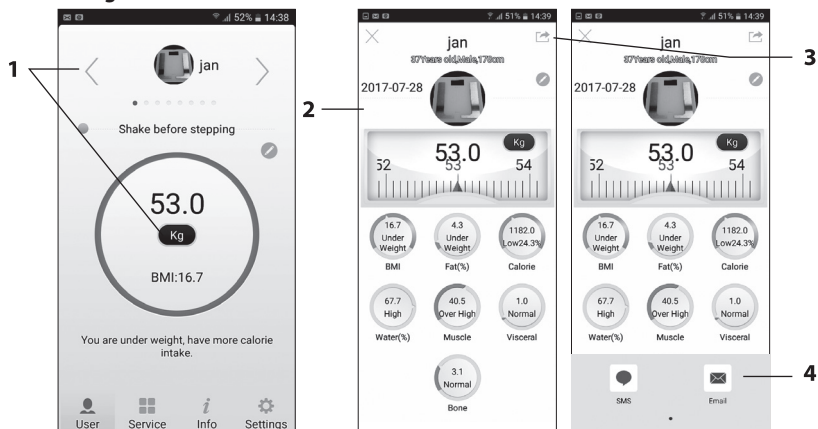 52% 14:38
jan
Shake before stepping
53.0
Kg
BMI:16.7
You are under weight, have more calorie
intake.
User
Service
Info
Settings
1
51% 14:39
jan
37Years old,Male,170cm
2017-07-28
Kg
53.0
52
53
54
16.7
Under
Weight
BMI
4.3
Under
Weight
Fat(%)
1182.0
Low24.3%
Calorie
67.7
High
Water(%)
40.5
Over High
Muscle
1.0
Normal
Visceral
3.1
Normal
Bone
2
51% 14:39
jan
37Years old,Male,170cm
2017-07-28
Kg
53.0
52
53
54
16.7
Under
Weight
BMI
4.3
Under
Weight
Fat(%)
1182.0
Low24.3%
Calorie
67.7
High
Water(%)
40.5
Over High
Muscle
1.0
Normal
Visceral
SMS
Email
3
4